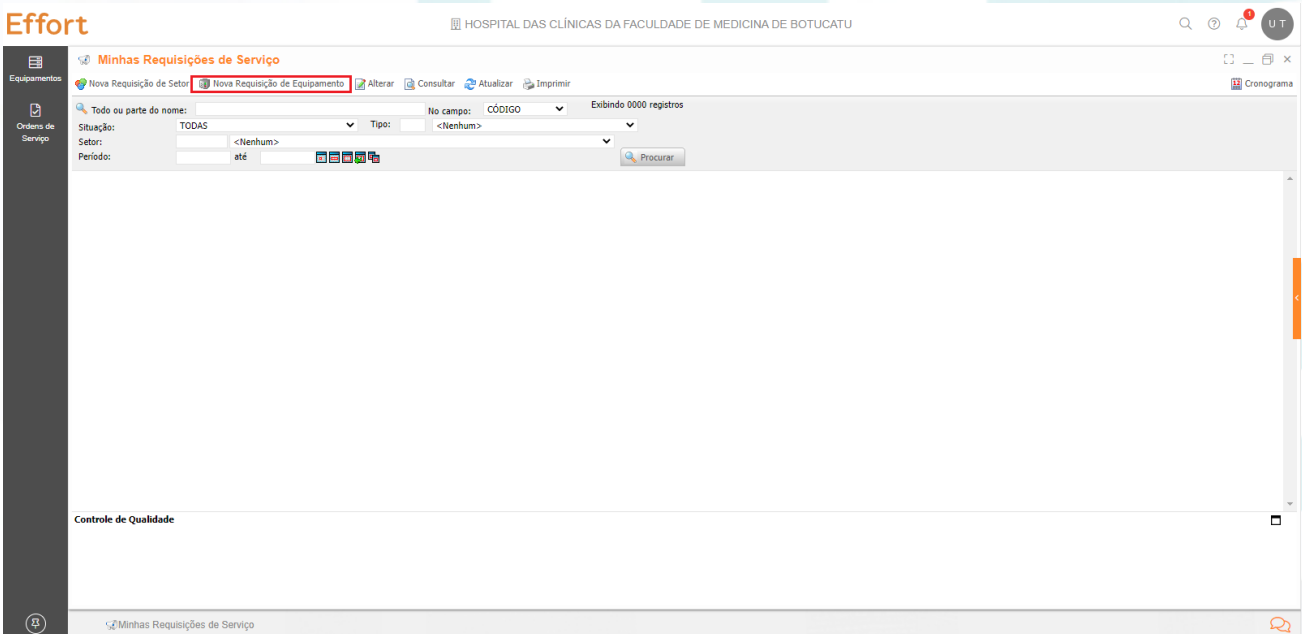 Effort
HOSPITAL DAS CLÍNICAS DA FACULDADE DE MEDICINA DE BOTUCATU
1
U T
Equipamentos
Ordens de
Serviço
Minhas Requisições de Serviço
Nova Requisição de Setor Nova Requisição de Equipamento Alterar Consultar Atualizar Imprimir
12 Cronograma
Todo ou parte do nome: No campo: CÓDIGO Exibindo 0000 registros
Situação: TODAS Tipo: <Nenhum>
Setor: <Nenhum>
Período: até Procurar
Controle de Qualidade
Minhas Requisições de Serviço